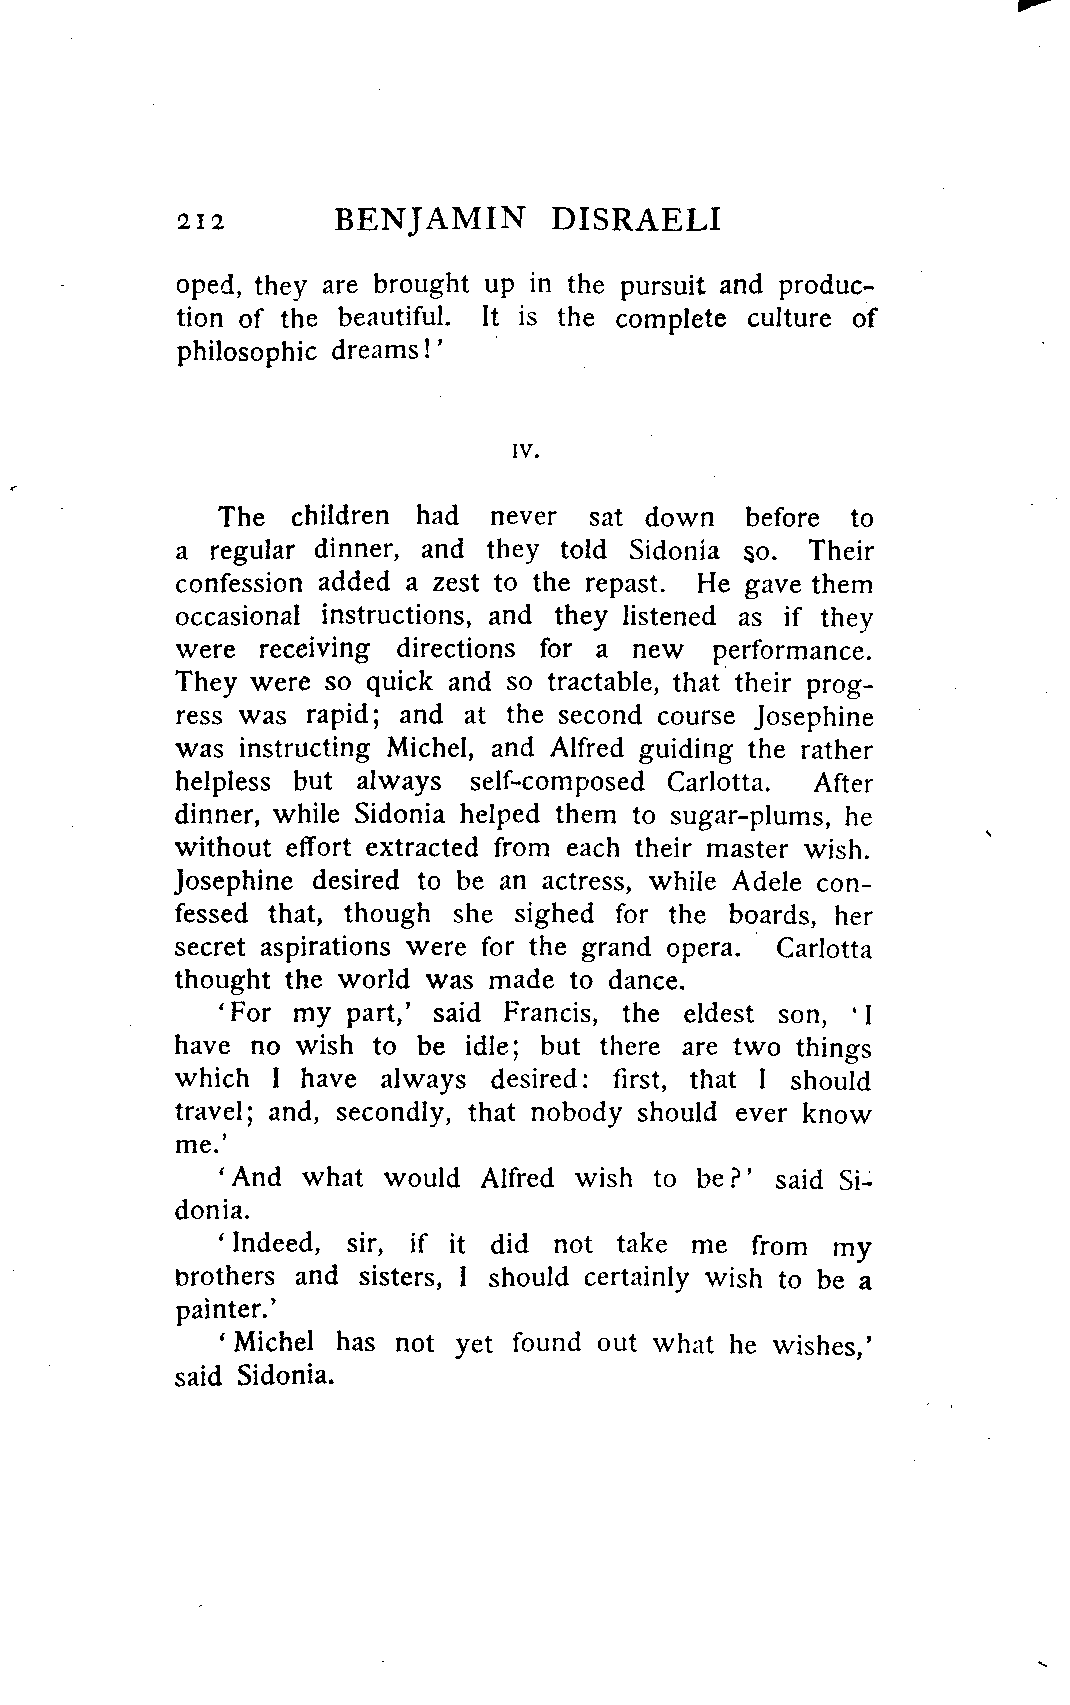 212 BENJAMIN DISRAELI
oped, they are brought up in the pursuit and produc-
tion of the beautiful. It is the complete culture of
philosophic dreams!'
IV.
The children had never sat down before to
a regular dinner, and they told Sidonia so. Their
confession added a zest to the repast. He gave them
occasional instructions, and they listened as if they
were receiving directions for a new performance.
They were so quick and so tractable, that their prog-
ress was rapid; and at the second course Josephine
was instructing Michel, and Alfred guiding the rather
helpless but always self-composed Carlotta. After
dinner, while Sidonia helped them to sugar-plums, he
without effort extracted from each their master wish.
Josephine desired to be an actress, while Adele con-
fessed that, though she sighed for the boards, her
secret aspirations were for the grand opera. Carlotta
thought the world was made to dance.
'For my part,' said Francis, the eldest son, 'I
have no wish to be idle; but there are two things
which I have always desired: first, that I should
travel; and, secondly, that nobody should ever know
me.'
'And what would Alfred wish to be?' said Si-
donia.
'Indeed, sir, if it did not take me from my
brothers and sisters, I should certainly wish to be a
painter.'
'Michel has not yet found out what he wishes,'
said Sidonia.